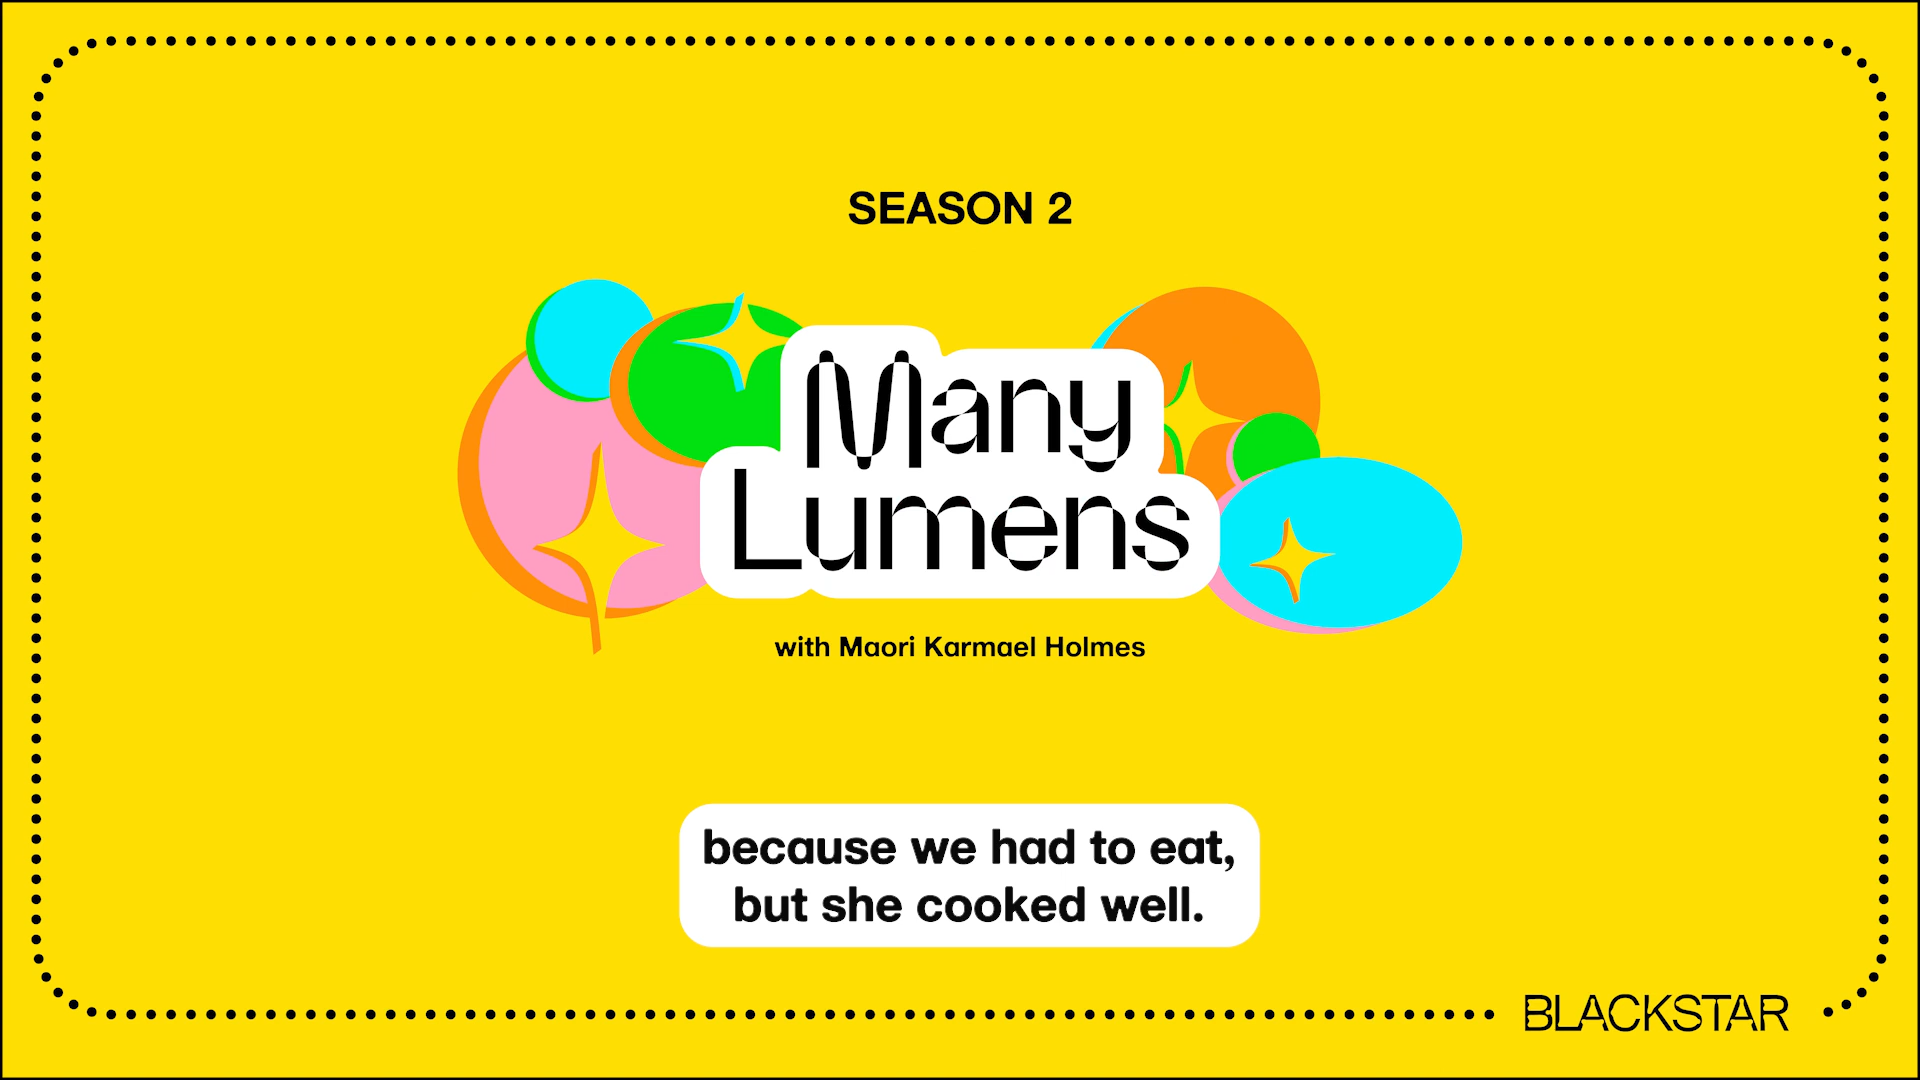 SEASON 2
Many
Lumens
with Maori Karmael Holmes
because we had to eat,
but she cooked well.
BLACKSTAR